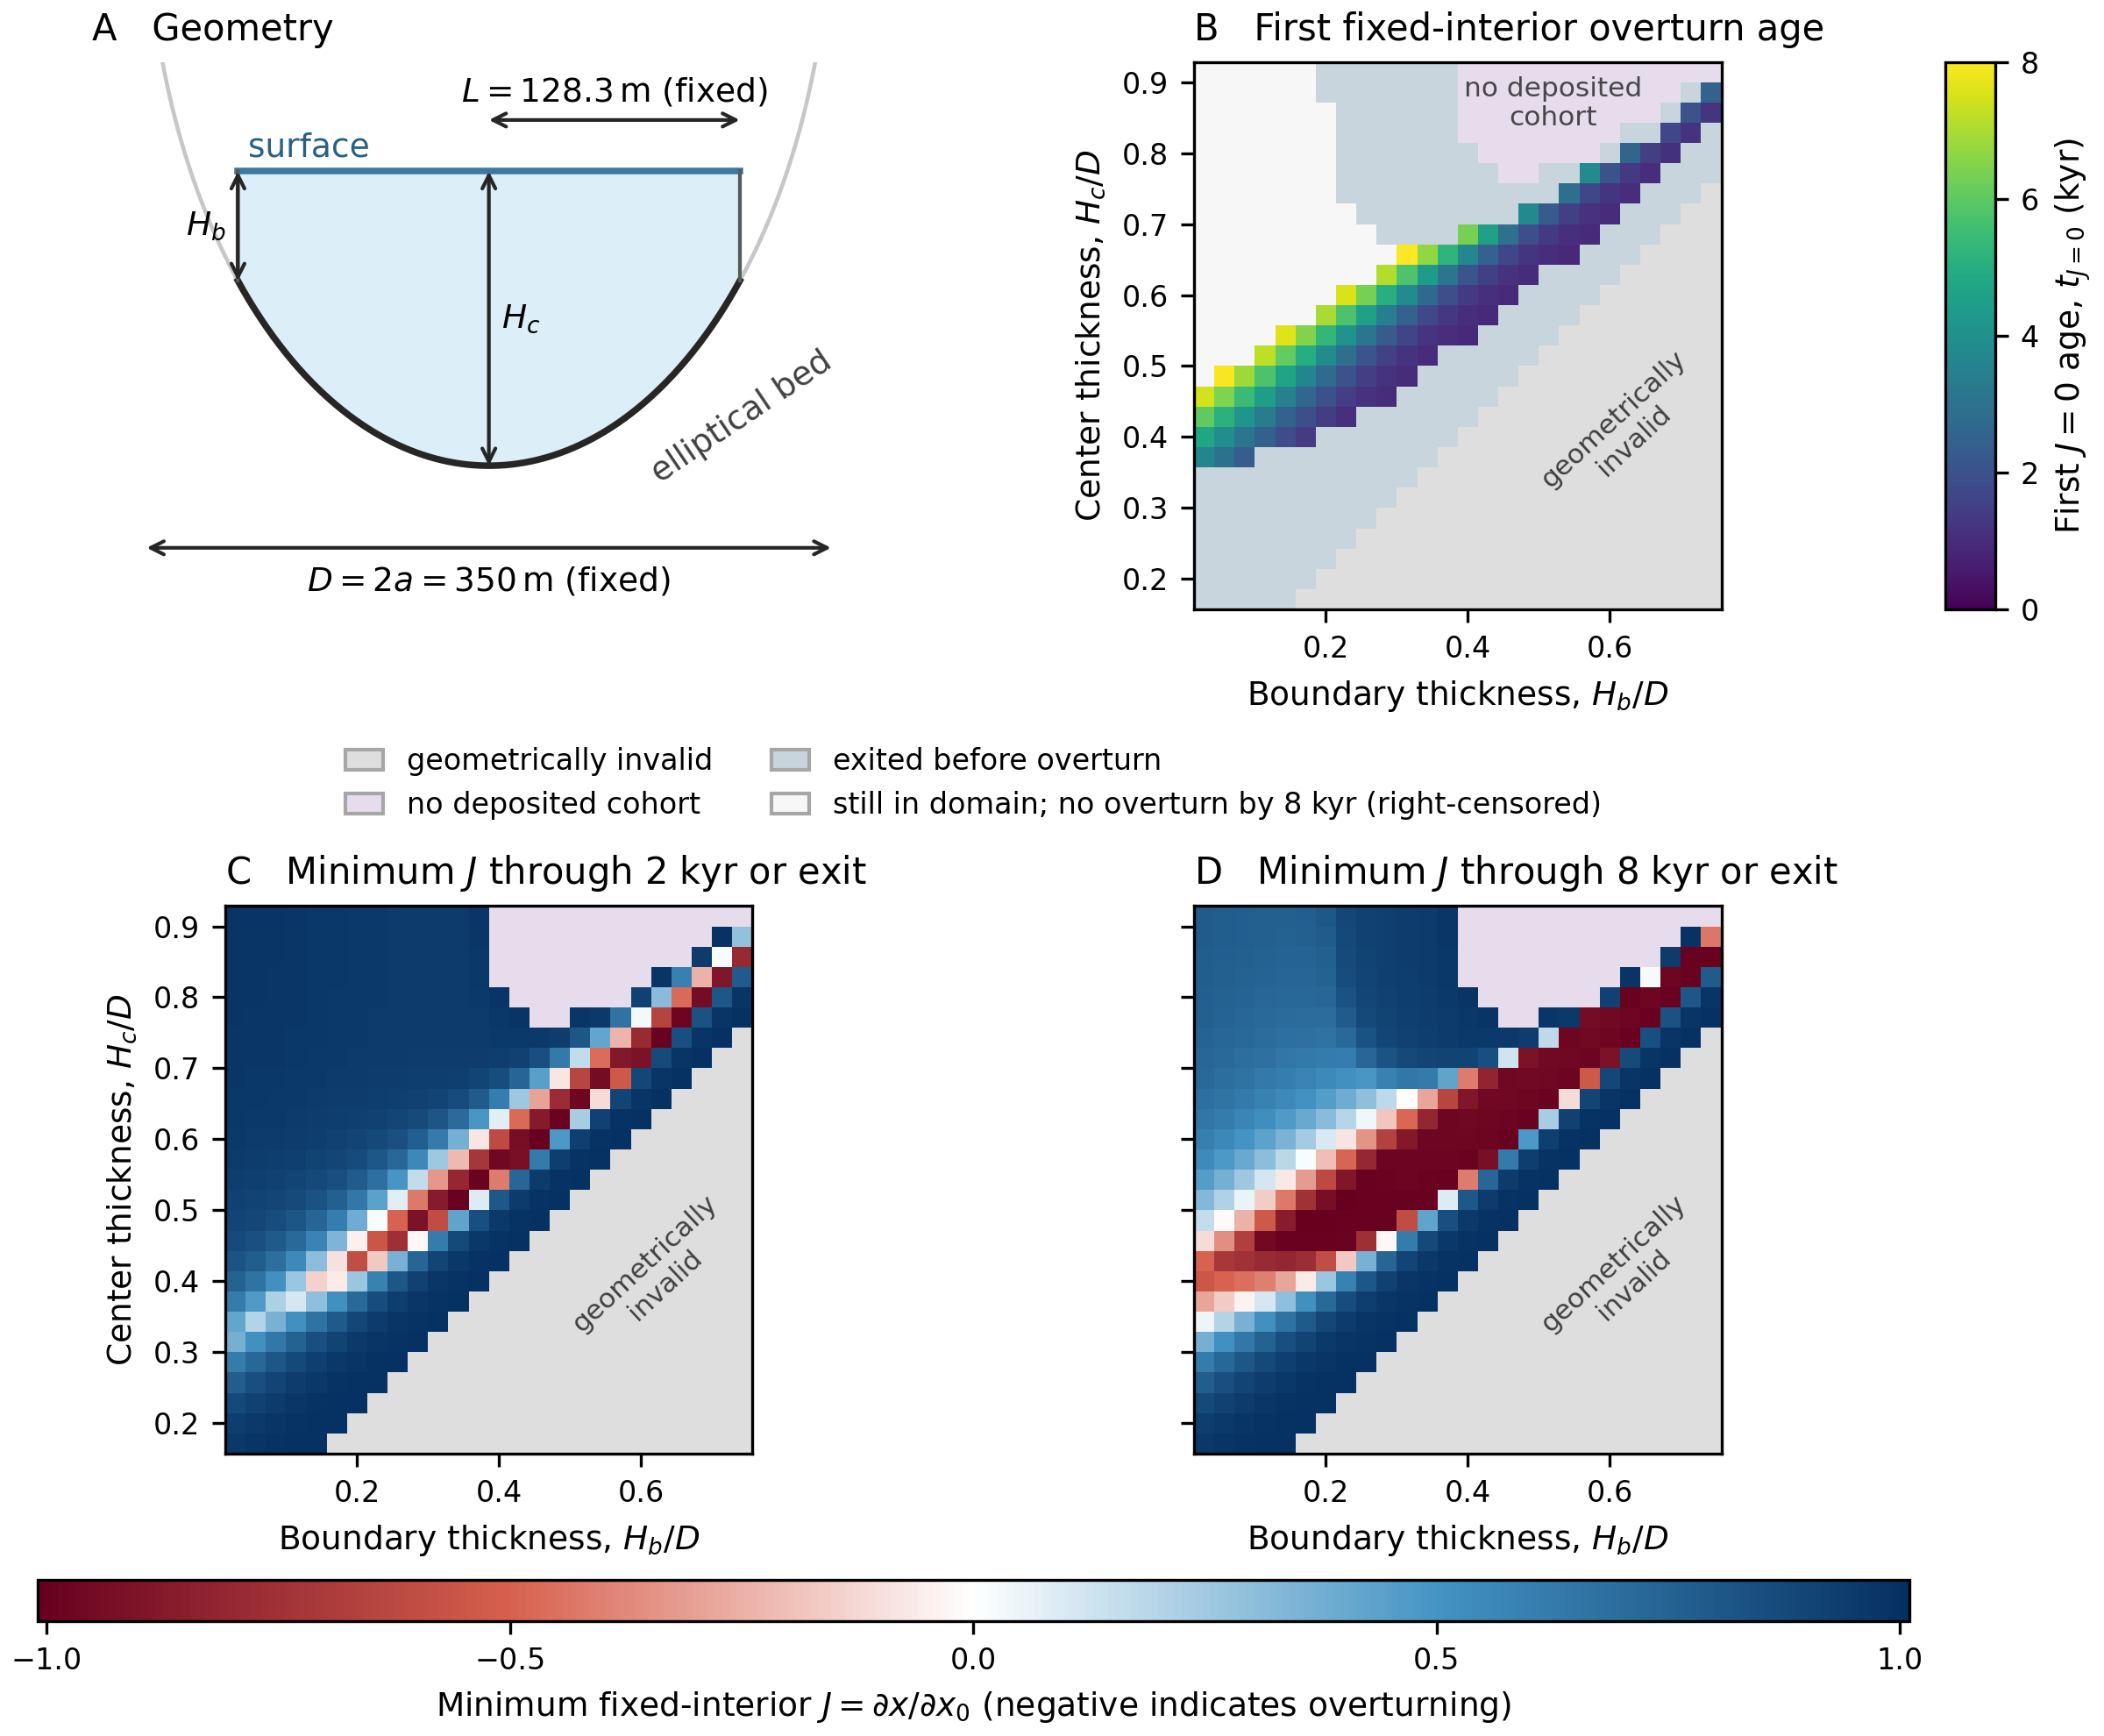 A Geometry
L = 128.3 m (fixed)
surface
H_b
H_c
elliptical bed
D = 2a = 350 m (fixed)
B First fixed-interior overturn age
no deposited
cohort
geometrically
invalid
0.9
0.8
0.7
0.6
0.5
0.4
0.3
0.2
Center thickness, H_c/D
0.2 0.4 0.6
Boundary thickness, H_b/D
8
6
4
2
0
First J = 0 age, t_{J=0} (kyr)
geometrically invalid
exited before overturn
no deposited cohort
still in domain; no overturn by 8 kyr (right-censored)
C Minimum J through 2 kyr or exit
0.9
0.8
0.7
0.6
0.5
0.4
0.3
0.2
Center thickness, H_c/D
geometrically
invalid
0.2 0.4 0.6
Boundary thickness, H_b/D
D Minimum J through 8 kyr or exit
geometrically
invalid
0.2 0.4 0.6
Boundary thickness, H_b/D
−1.0 −0.5 0.0 0.5 1.0
Minimum fixed-interior J = ∂x/∂x₀ (negative indicates overturning)